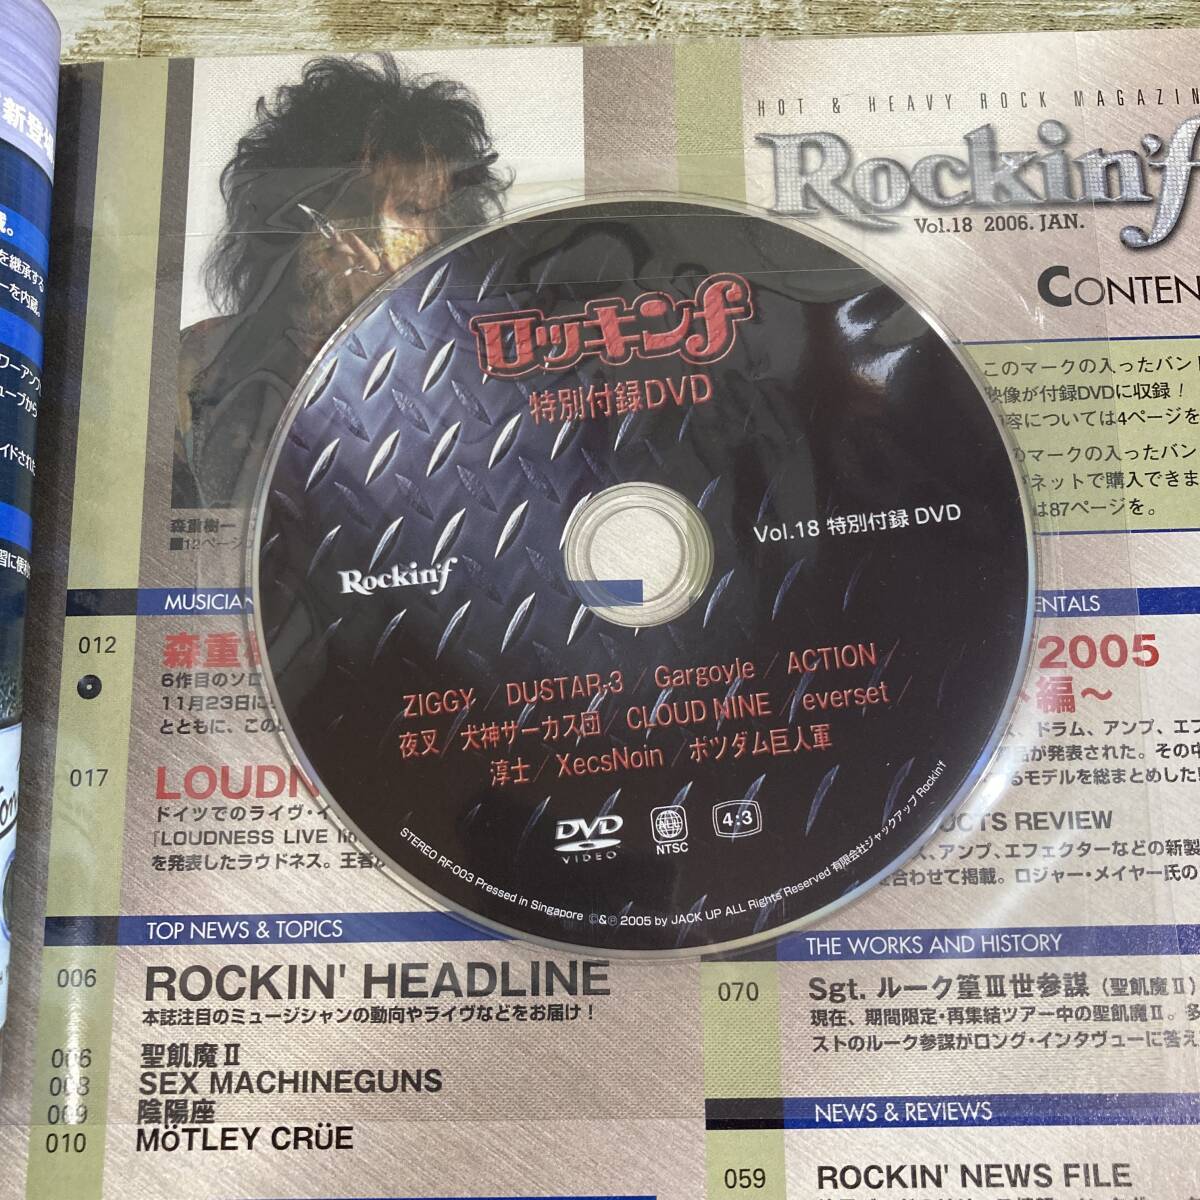 新登場
HOT & HEAVY ROCK MAGAZIN
Rockin'f
Vol.18 2006. JAN.
CONTEN
このマークの入ったバンド
映像が付録DVDに収録！
容については4ページを
のマークの入ったバン
ネットで購入できま
は87ページを。
森重樹一
■12ページ
ロッキンf
特別付録DVD
Vol.18 特別付録 DVD
Rockin'f
ZIGGY／DUSTAR-3／Gargoyle／ACTION
夜叉／犬神サーカス団／CLOUD NINE／everset／
淳士／XecsNoin／ポツダム巨人軍
DVD VIDEO
ALL NTSC
4:3
STEREO RF-003 Pressed in Singapore ©&℗ 2005 by JACK UP ALL Rights Reserved 有限会社ジャックアップ Rockin'f
MUSICIAN
012
森重
6作目のソロ
11月23日に
とともに、この
017
LOUDN
ドイツでのライヴ・イ
「LOUDNESS LIVE
を発表したラウドネス。王者
TOP NEWS & TOPICS
006
ROCKIN' HEADLINE
本誌注目のミュージシャンの動向やライヴなどをお届け！
006 聖飢魔Ⅱ
008 SEX MACHINEGUNS
009 陰陽座
010 MÖTLEY CRÜE
ENTALS
2005
編〜
、ドラム、アンプ、エフ
品が発表された。その中
るモデルを総まとめした
UCTS REVIEW
ス、アンプ、エフェクターなどの新製
を合わせて掲載。ロジャー・メイヤー氏の
THE WORKS AND HISTORY
070
Sgt. ルーク篁Ⅲ世参謀（聖飢魔Ⅱ）
現在、期間限定・再集結ツアー中の聖飢魔Ⅱ。多
ストのルーク参謀がロング・インタヴューに答え
NEWS & REVIEWS
059
ROCKIN' NEWS FILE